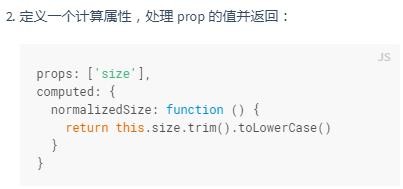 2. 定义一个计算属性，处理 prop 的值并返回：
JS
props: ['size'],
computed: {
  normalizedSize: function () {
    return this.size.trim().toLowerCase()
  }
}